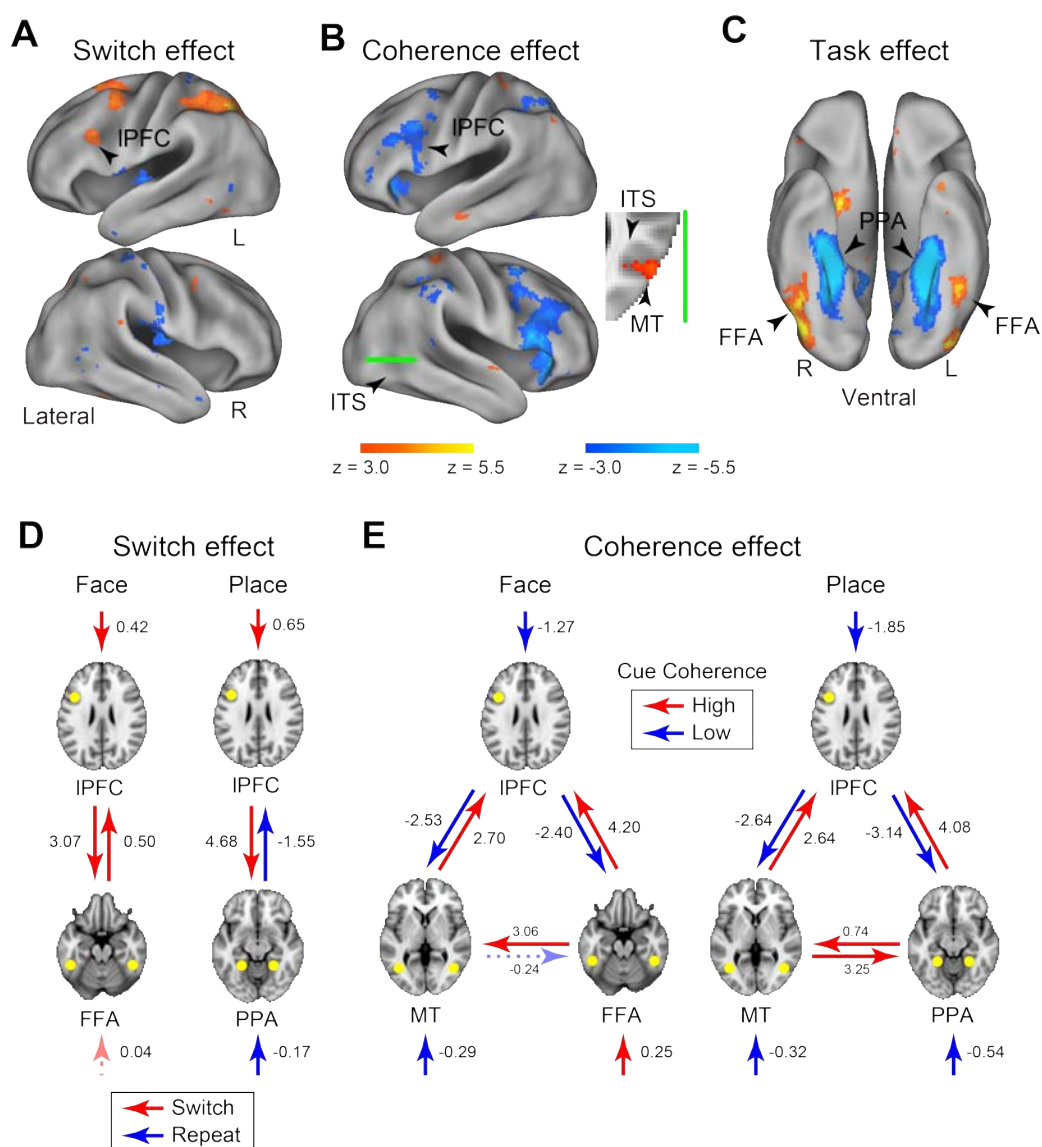 A
Switch effect
lPFC
L
R
Lateral
B
Coherence effect
lPFC
ITS
MT
ITS
C
Task effect
PPA
FFA
FFA
R
L
Ventral
z = 3.0
z = 5.5
z = -3.0
z = -5.5
D
Switch effect
Face
Place
0.42
0.65
lPFC
lPFC
3.07
0.50
4.68
-1.55
FFA
PPA
0.04
-0.17
Switch
Repeat
E
Coherence effect
Face
Place
-1.27
-1.85
Cue Coherence
High
Low
lPFC
lPFC
-2.53
2.70
-2.40
4.20
-2.64
2.64
-3.14
4.08
3.06
-0.24
0.74
3.25
MT
FFA
MT
PPA
-0.29
0.25
-0.32
-0.54